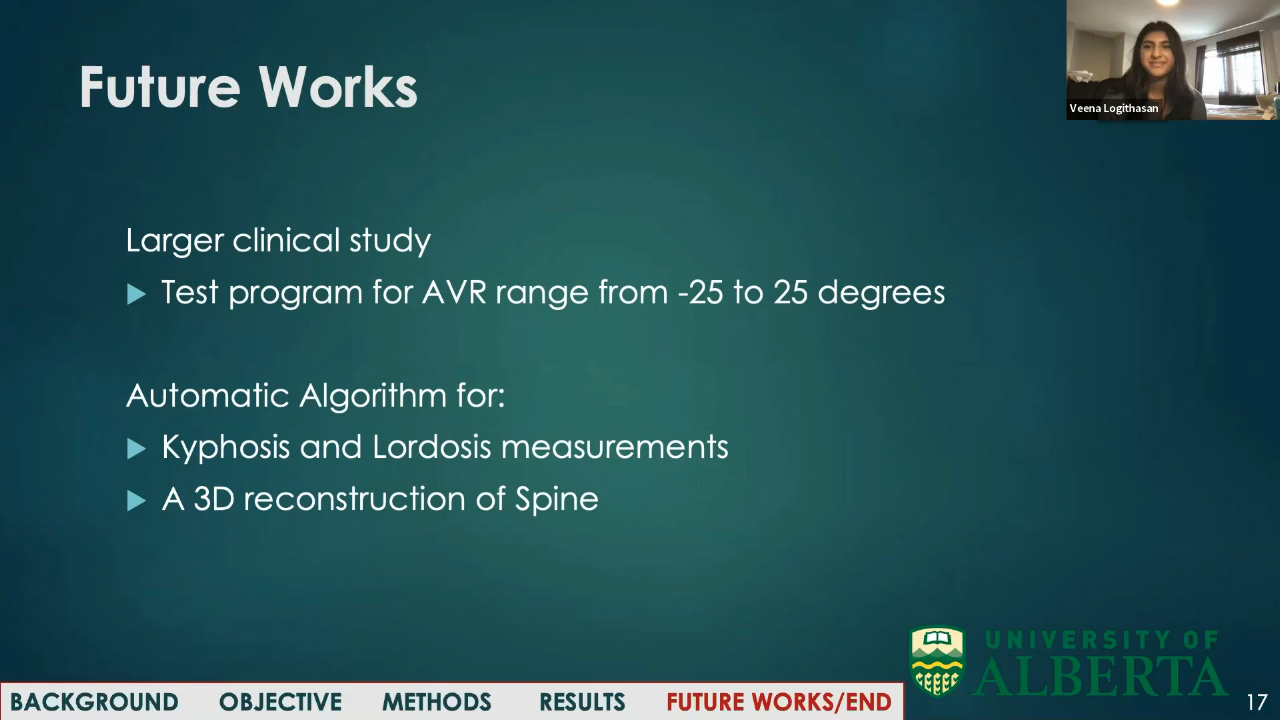 Future Works
Veena Logithasan
Larger clinical study
Test program for AVR range from -25 to 25 degrees
Automatic Algorithm for:
Kyphosis and Lordosis measurements
A 3D reconstruction of Spine
UNIVERSITY OF
ALBERTA
BACKGROUND OBJECTIVE METHODS RESULTS FUTURE WORKS/END
17